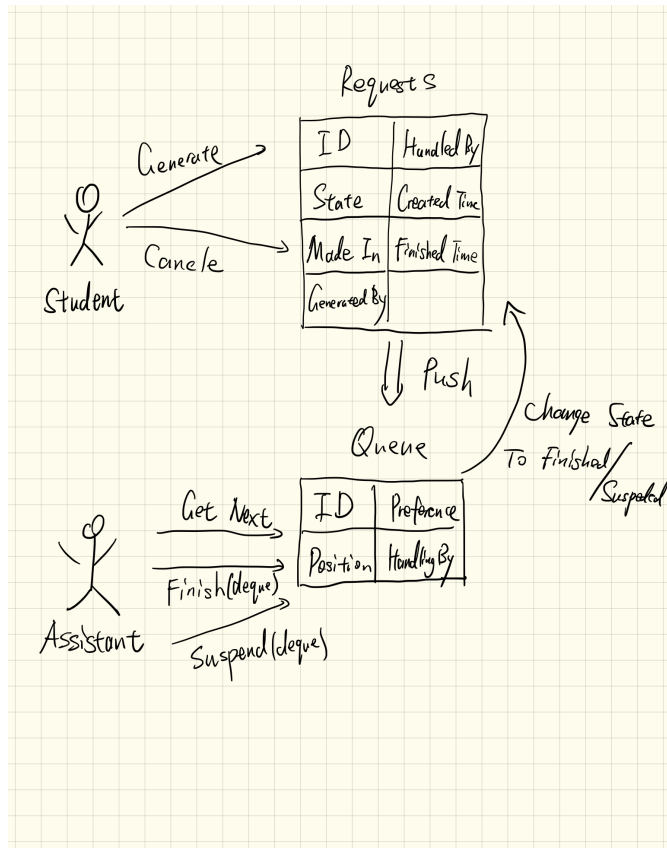 Requests
Generate
ID
Handled By
State
Created Time
Cancle
Made In
Finished Time
Student
Generated By
Push
Change State
To Finished/
Suspeded
Queue
Get Next
ID
Preference
Finish(deque)
Position
Handling By
Assistant
Suspend(deque)